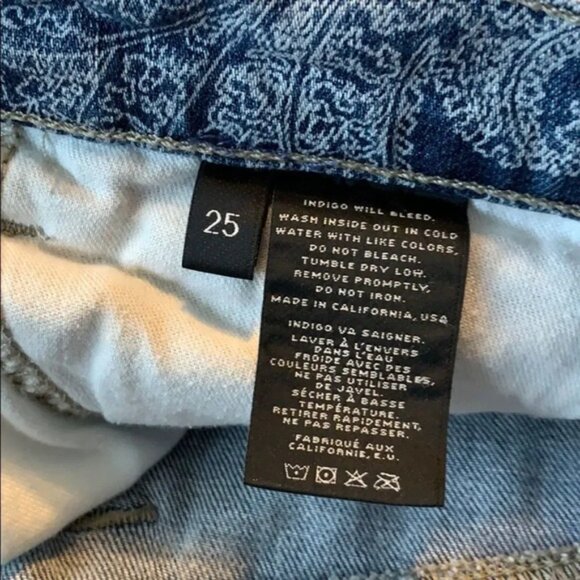 25
INDIGO WILL BLEED.
WASH INSIDE OUT IN COLD
WATER WITH LIKE COLORS,
DO NOT BLEACH.
TUMBLE DRY LOW.
REMOVE PROMPTLY,
DO NOT IRON.
MADE IN CALIFORNIA, USA
INDIGO VA SAIGNER.
LAVER À L'ENVERS
DANS L'EAU
FROIDE AVEC DES
COULEURS SEMBLABLES,
NE PAS UTILISER
DE JAVEL.
SÉCHER À BASSE
TEMPÉRATURE.
RETIRER RAPIDEMENT,
NE PAS REPASSER.
FABRIQUÉ AUX
CALIFORNIE, E.U.